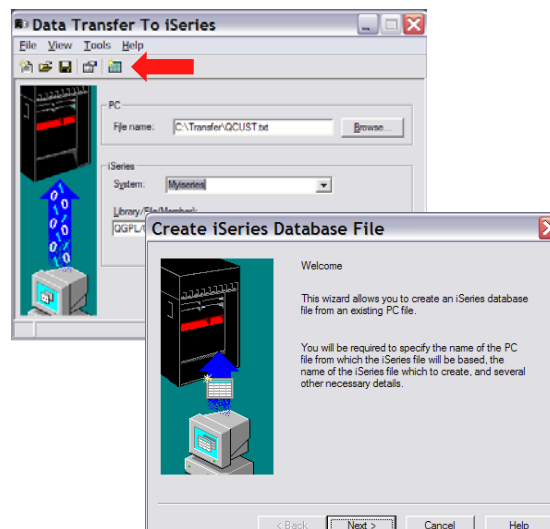 Data Transfer To iSeries
File View Tools Help
PC
File name: C:\Transfer\QCUST.txt Browse...
iSeries
System: Myiseries
Library/File(Member):
Create iSeries Database File
Welcome
This wizard allows you to create an iSeries database
file from an existing PC file.
You will be required to specify the name of the PC
file from which the iSeries file will be based, the
name of the iSeries file which to create, and several
other necessary details.
< Back Next > Cancel Help